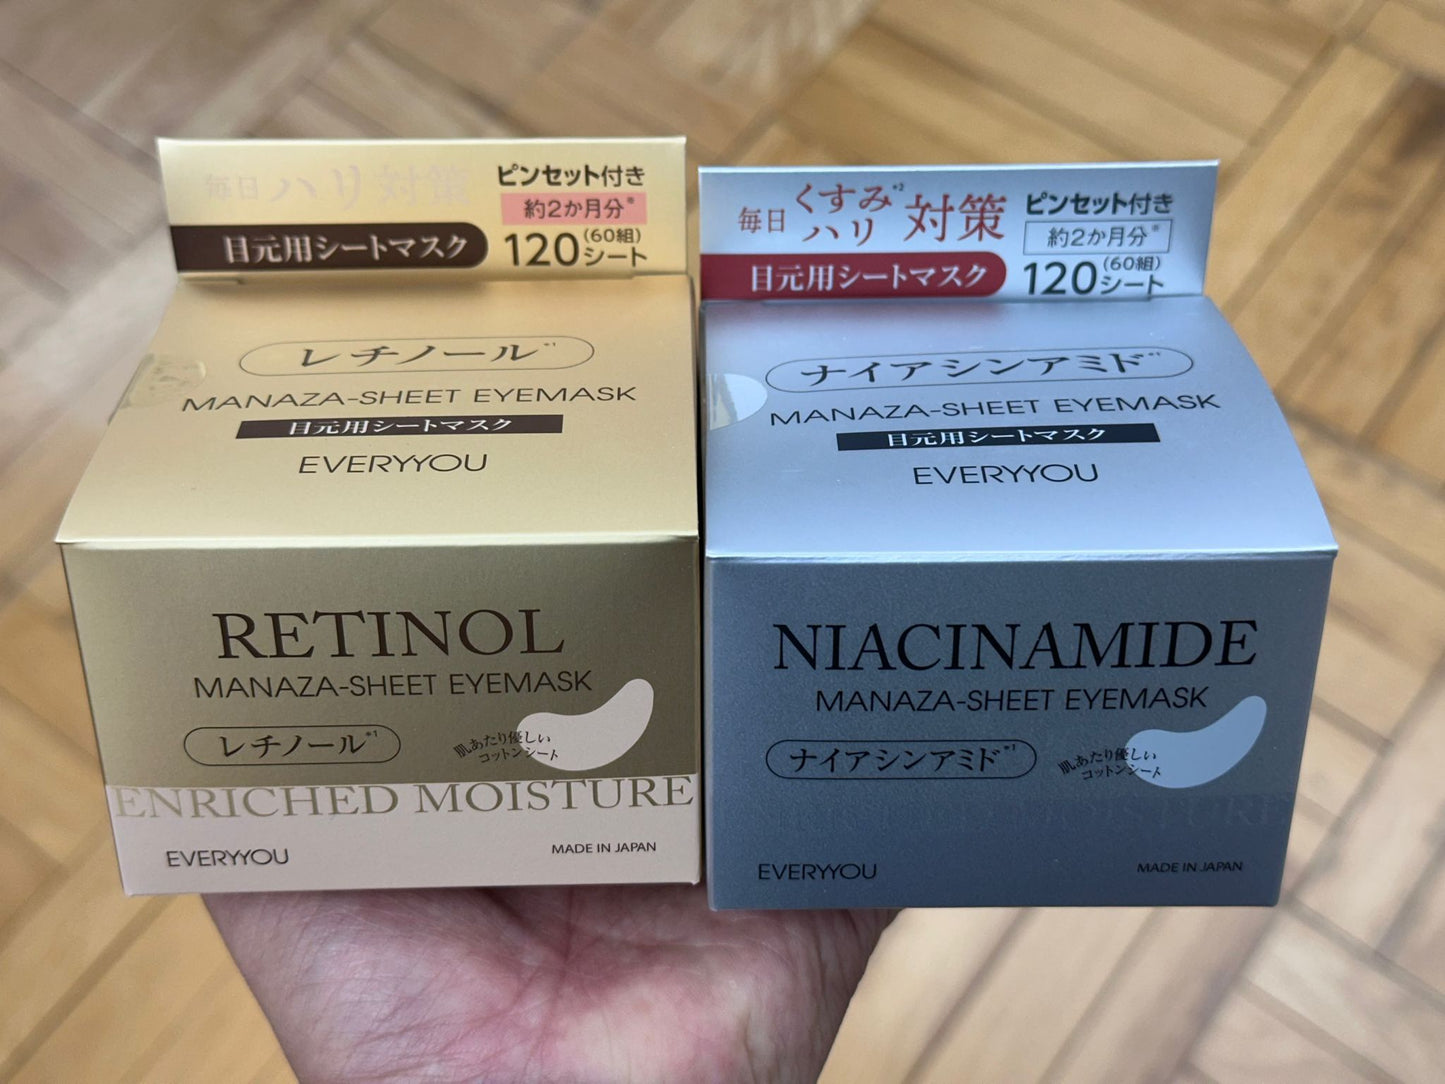 毎日ハリ対策
目元用シートマスク
ピンセット付き
約2か月分※
120(60組)シート
レチノール*1
MANAZA-SHEET EYEMASK
目元用シートマスク
EVERYYOU
RETINOL
MANAZA-SHEET EYEMASK
レチノール*1
肌あたり優しい
コットンシート
ENRICHED MOISTURE
EVERYYOU
MADE IN JAPAN
毎日くすみ*2ハリ対策
目元用シートマスク
ピンセット付き
約2か月分※
120(60組)シート
ナイアシンアミド*1
MANAZA-SHEET EYEMASK
目元用シートマスク
EVERYYOU
NIACINAMIDE
MANAZA-SHEET EYEMASK
ナイアシンアミド*1
肌あたり優しい
コットンシート
MOISTURE
EVERYYOU
MADE IN JAPAN